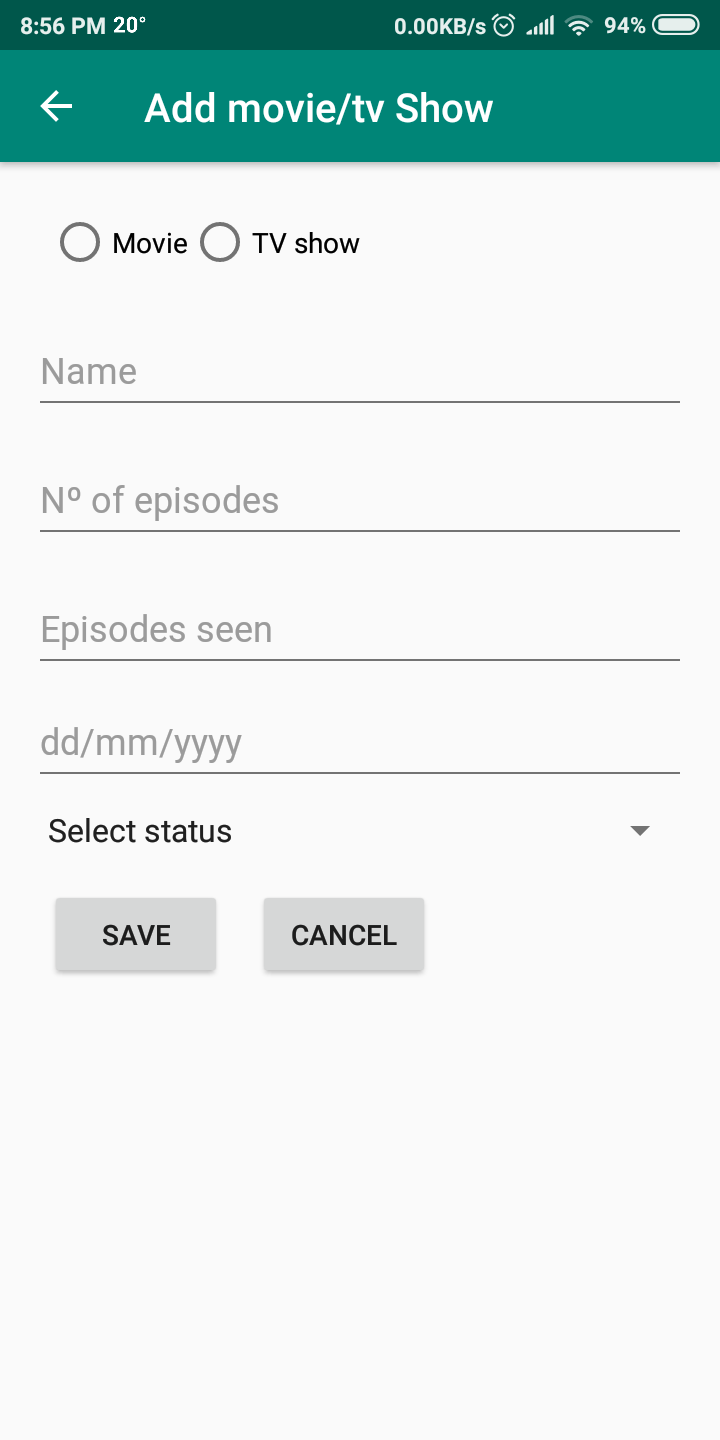 8:56 PM 20° 0.00KB/s 94%
Add movie/tv Show
Movie TV show
Name
Nº of episodes
Episodes seen
dd/mm/yyyy
Select status
SAVE CANCEL